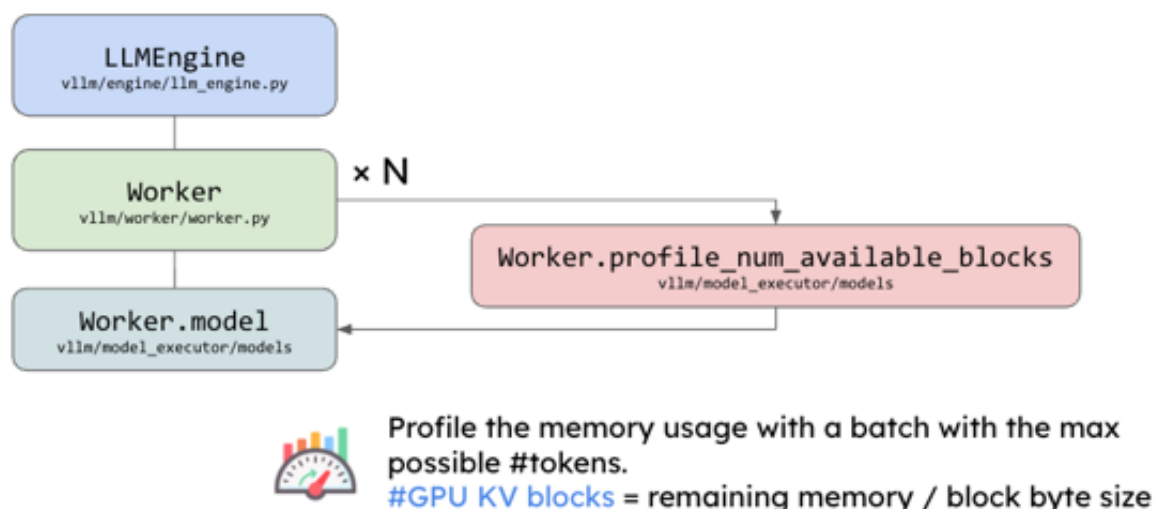 LLMEngine
vllm/engine/llm_engine.py
Worker
vllm/worker/worker.py
× N
Worker.profile_num_available_blocks
vllm/model_executor/models
Worker.model
vllm/model_executor/models
Profile the memory usage with a batch with the max
possible #tokens.
#GPU KV blocks = remaining memory / block byte size